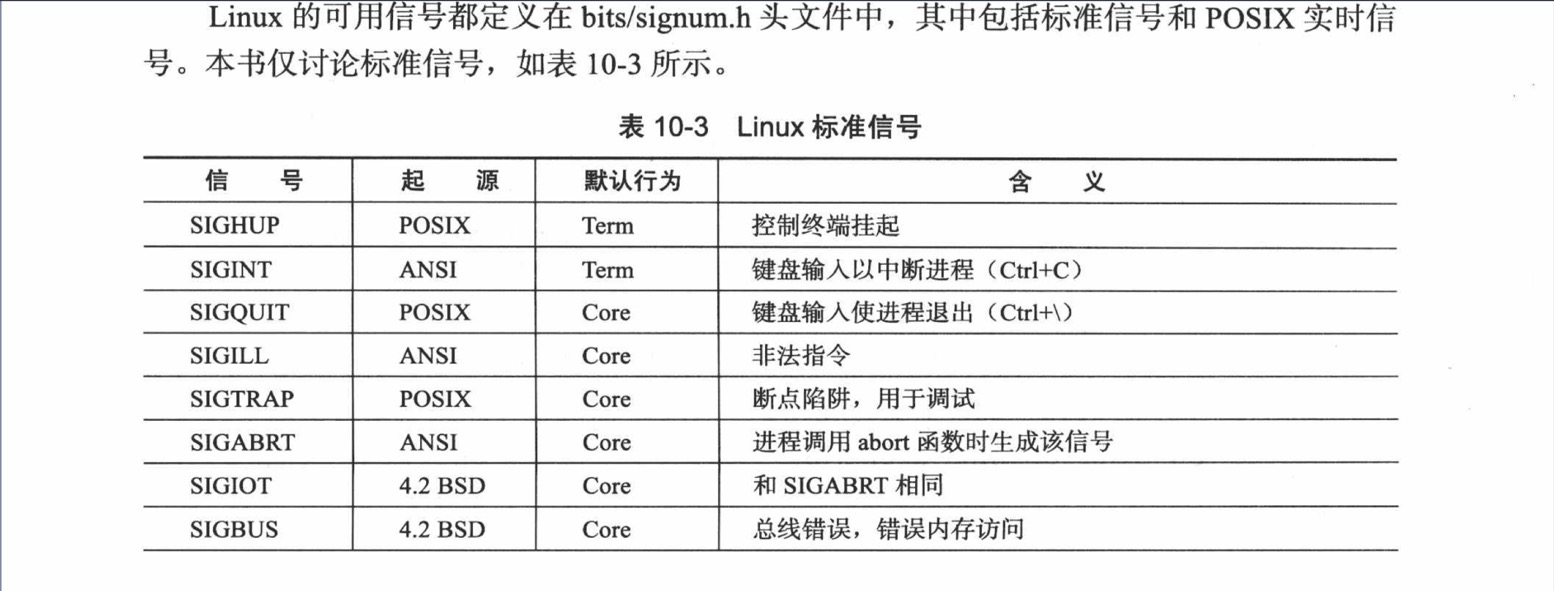 Linux 的可用信号都定义在 bits/signum.h 头文件中，其中包括标准信号和 POSIX 实时信
号。本书仅讨论标准信号，如表 10-3 所示。
表 10-3 Linux 标准信号
信 号 起 源 默认行为 含 义
SIGHUP POSIX Term 控制终端挂起
SIGINT ANSI Term 键盘输入以中断进程（Ctrl+C）
SIGQUIT POSIX Core 键盘输入使进程退出（Ctrl+\）
SIGILL ANSI Core 非法指令
SIGTRAP POSIX Core 断点陷阱，用于调试
SIGABRT ANSI Core 进程调用 abort 函数时生成该信号
SIGIOT 4.2 BSD Core 和 SIGABRT 相同
SIGBUS 4.2 BSD Core 总线错误，错误内存访问